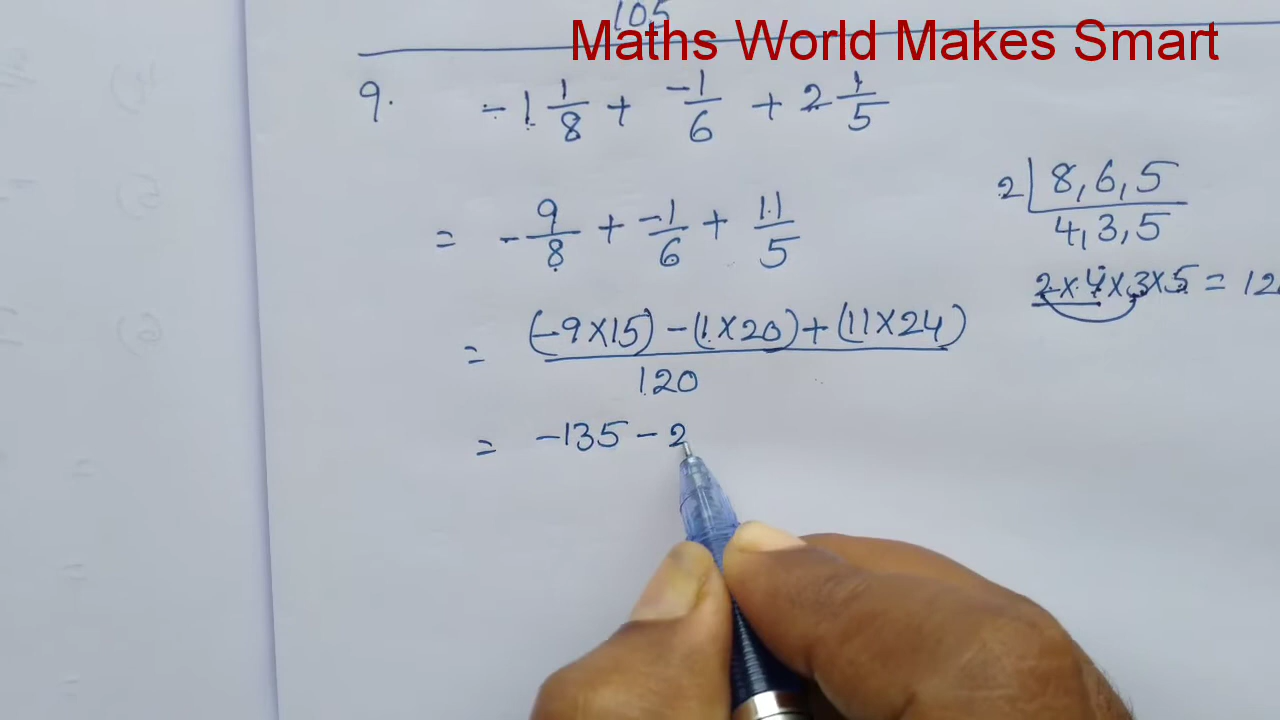 105
Maths World Makes Smart
9. -1 1/8 + -1/6 + 2 1/5
= -9/8 + -1/6 + 11/5
2 | 8, 6, 5
4, 3, 5
2×4×3×5 = 12
= (-9×15) - (1×20) + (11×24)
120
= -135 - 2